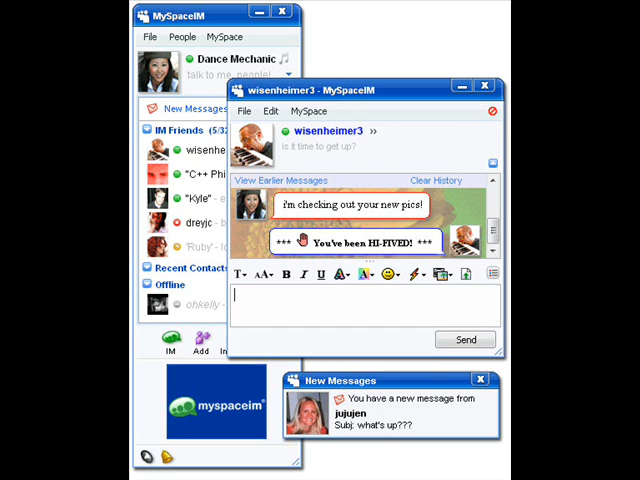 MySpaceIM
File People MySpace
Dance Mechanic
talk to me, people!
New Messages
IM Friends (5/32
wisenhe
"C++ Phi
"Kyle" -
dreyjc - b
'Ruby' - Io
Recent Contacts
Offline
ohkelly -
IM Add In
myspaceim
wisenheimer3 - MySpaceIM
File Edit MySpace
wisenheimer3 >>
is it time to get up?
View Earlier Messages Clear History
i'm checking out your new pics!
*** You've been HI-FIVED! ***
T AA B I U A A
Send
New Messages
You have a new message from
jujujen
Subj: what's up???